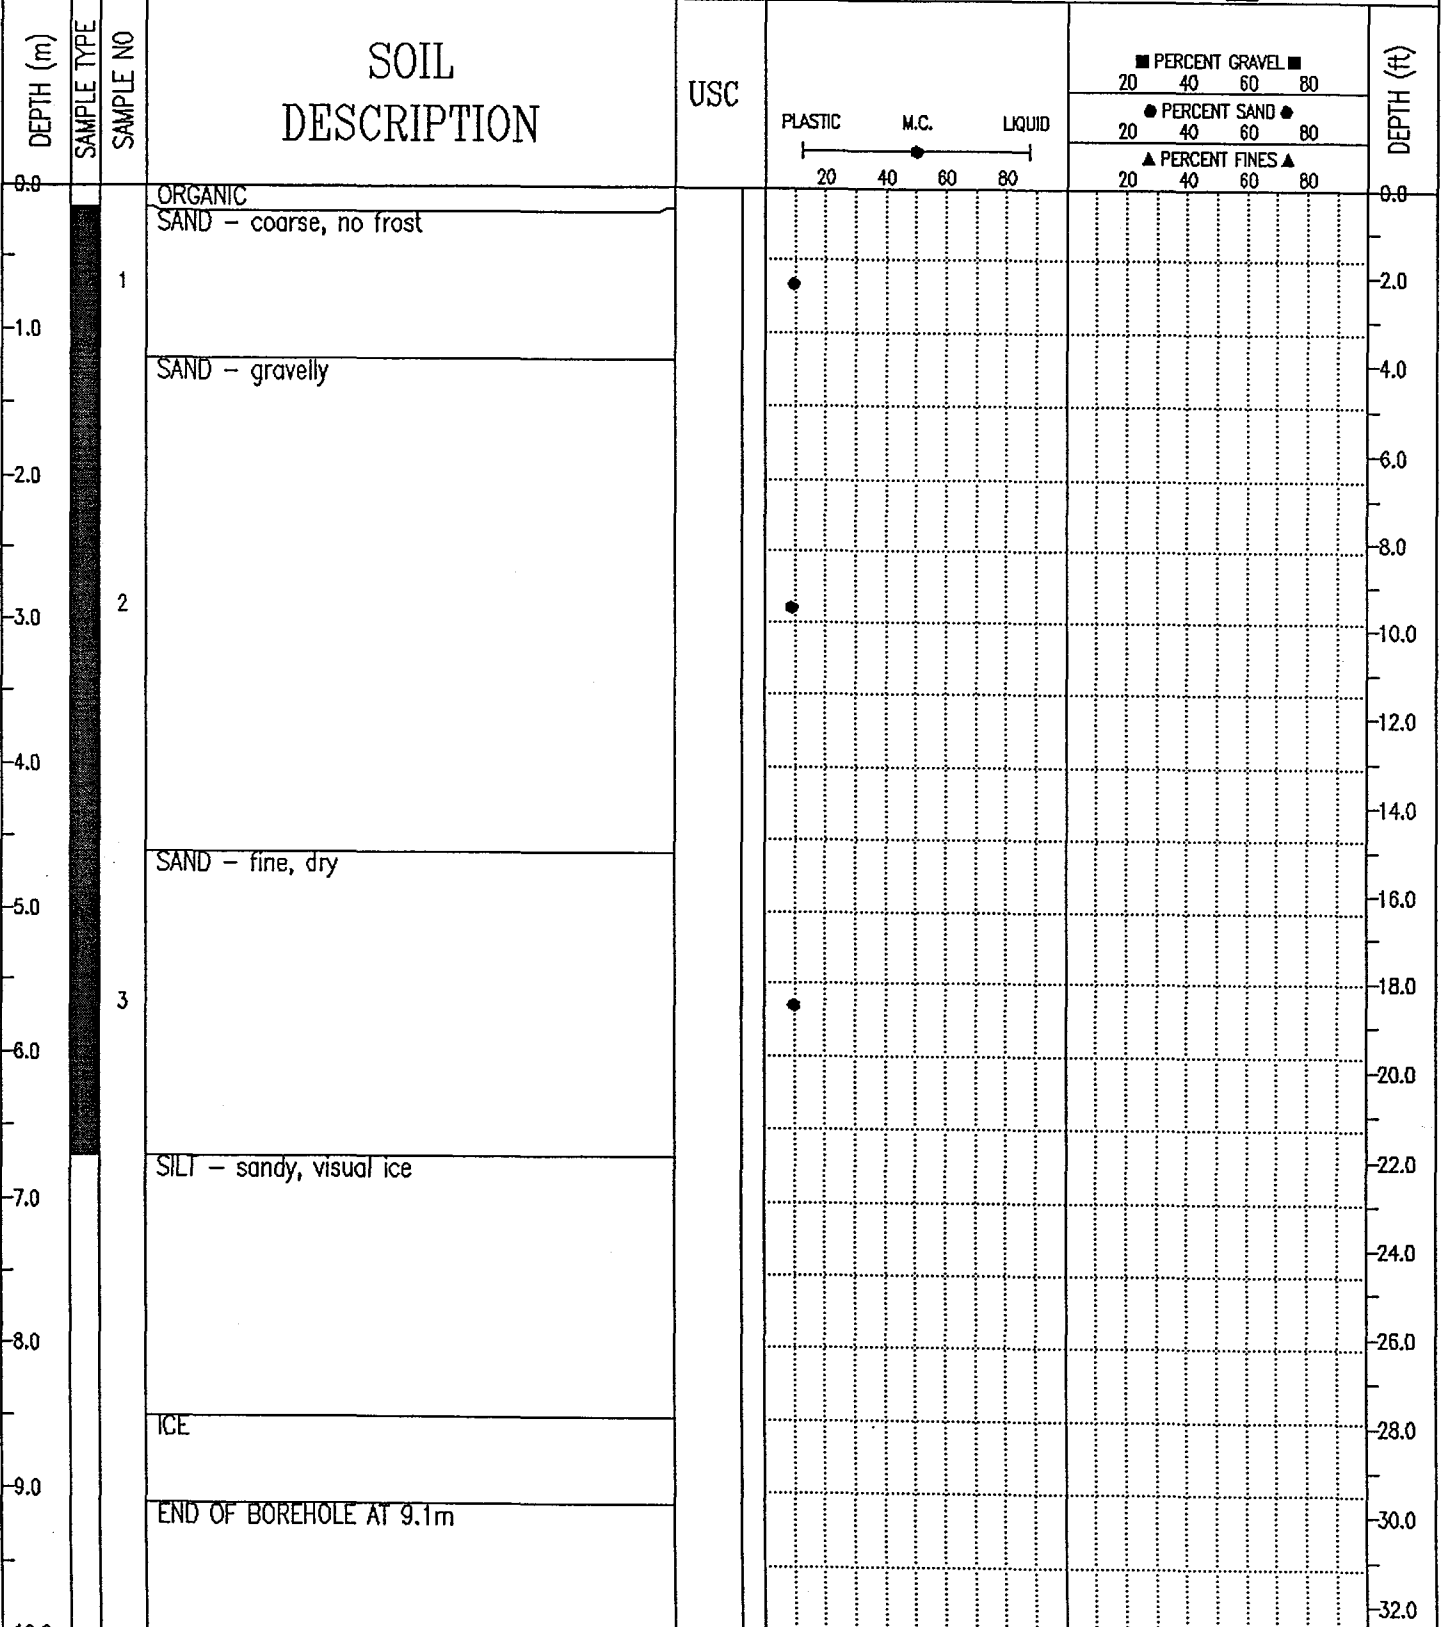 DEPTH (m)
SAMPLE TYPE
SAMPLE NO
SOIL
DESCRIPTION
USC
PLASTIC M.C. LIQUID
20 40 60 80
■ PERCENT GRAVEL ■
20 40 60 80
● PERCENT SAND ●
20 40 60 80
▲ PERCENT FINES ▲
20 40 60 80
DEPTH (ft)
0.0
ORGANIC
0.0
SAND – coarse, no frost
1
2.0
1.0
SAND – gravelly
4.0
2.0
6.0
8.0
2
3.0
10.0
12.0
4.0
14.0
SAND – fine, dry
5.0
16.0
18.0
3
6.0
20.0
SILT – sandy, visual ice
22.0
7.0
24.0
8.0
26.0
ICE
28.0
9.0
END OF BOREHOLE AT 9.1m
30.0
32.0